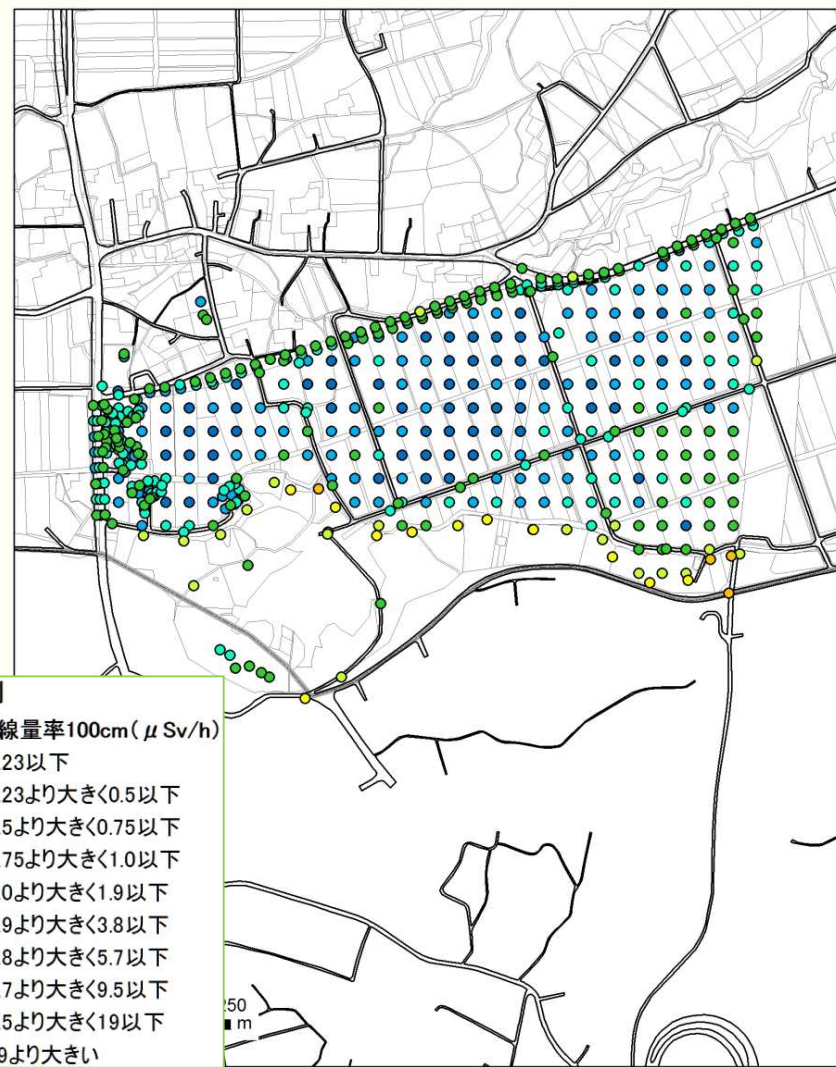 線量率100cm(μSv/h)
23以下
23より大きく0.5以下
5より大きく0.75以下
75より大きく1.0以下
0より大きく1.9以下
9より大きく3.8以下
8より大きく5.7以下
7より大きく9.5以下
5より大きく19以下
9より大きい
250
m